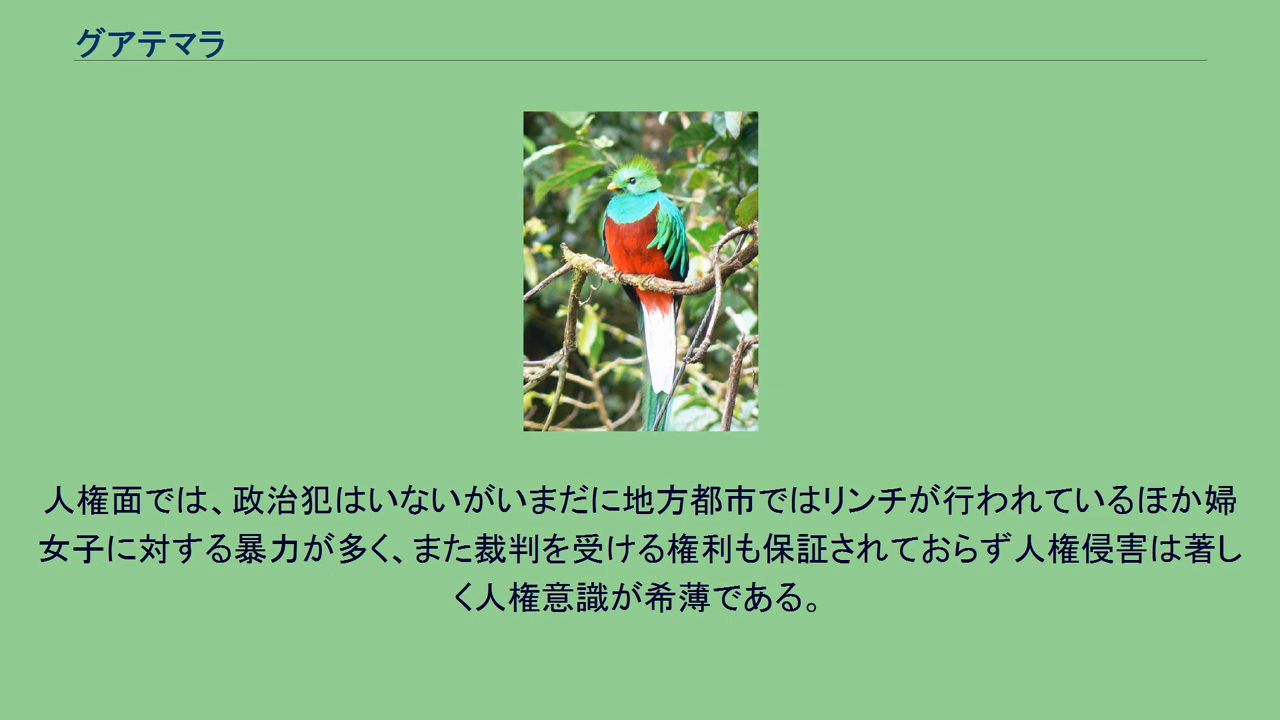 グアテマラ
人権面では、政治犯はいないがいまだに地方都市ではリンチが行われているほか婦
女子に対する暴力が多く、また裁判を受ける権利も保証されておらず人権侵害は著し
く人権意識が希薄である。